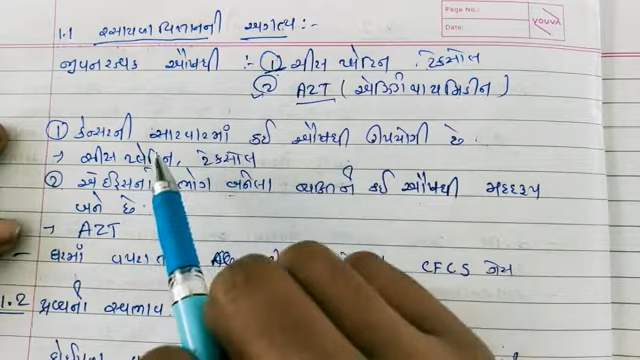 Page No.:
Date:
youva
1.1 રસાયણ વિજ્ઞાનની અગત્ય :-
જીવનરક્ષક ઔષધી :- ① સીસ પ્લેટિન, ટેક્સોલ
② AZT ( એઝિડોથાયમિડીન )
① કેન્સરની સારવારમાં કઈ ઔષધી ઉપયોગી છે.
→ સીસ પ્લેટિન, ટેક્સોલ
② એઈડ્સના ભોગ બનેલા વ્યક્તિને કઈ ઔષધી મદદરૂપ
બને છે.
→ AZT
- ઘરમાં વપરાતા CFCS જેવા
1.2 દ્રવ્યની સ્વભાવ